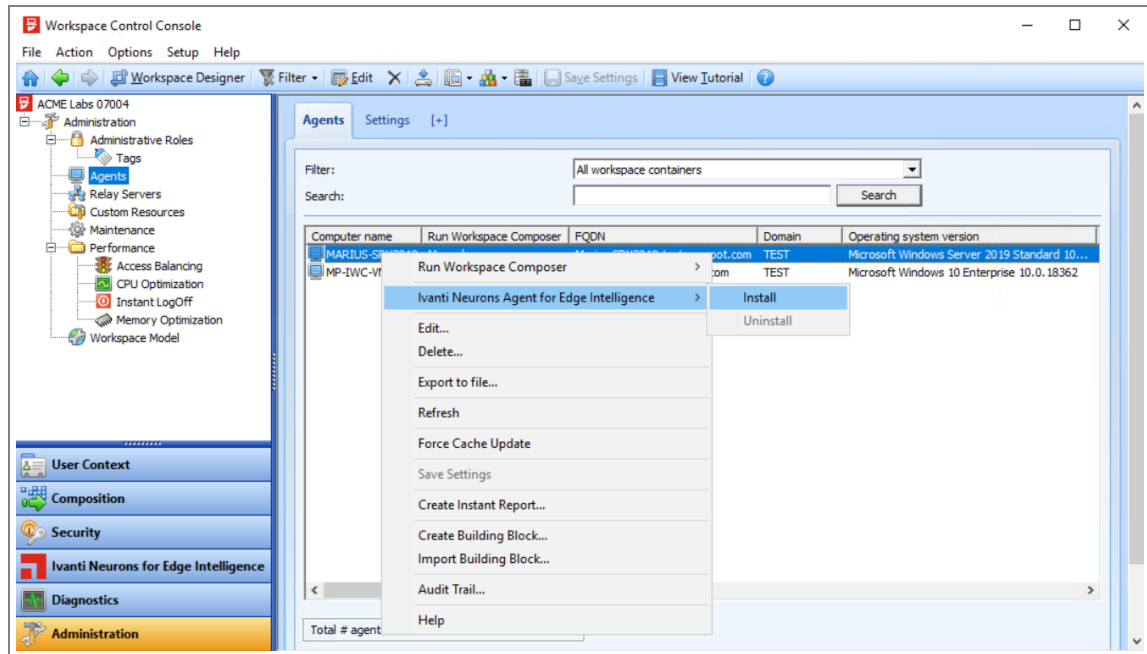 Workspace Control Console
File Action Options Setup Help
Workspace Designer Filter Edit Save Settings View Tutorial
ACME Labs 07004
Administration
Administrative Roles
Tags
Agents
Relay Servers
Custom Resources
Maintenance
Performance
Access Balancing
CPU Optimization
Instant LogOff
Memory Optimization
Workspace Model
User Context
Composition
Security
Ivanti Neurons for Edge Intelligence
Diagnostics
Administration
Agents Settings [+]
Filter: All workspace containers
Search: Search
Computer name Run Workspace Composer FQDN Domain Operating system version
TEST Microsoft Windows Server 2019 Standard 10...
TEST Microsoft Windows 10 Enterprise 10.0.18362
Run Workspace Composer
Ivanti Neurons Agent for Edge Intelligence
Install
Uninstall
Edit...
Delete...
Export to file...
Refresh
Force Cache Update
Save Settings
Create Instant Report...
Create Building Block...
Import Building Block...
Audit Trail...
Help
Total # agent